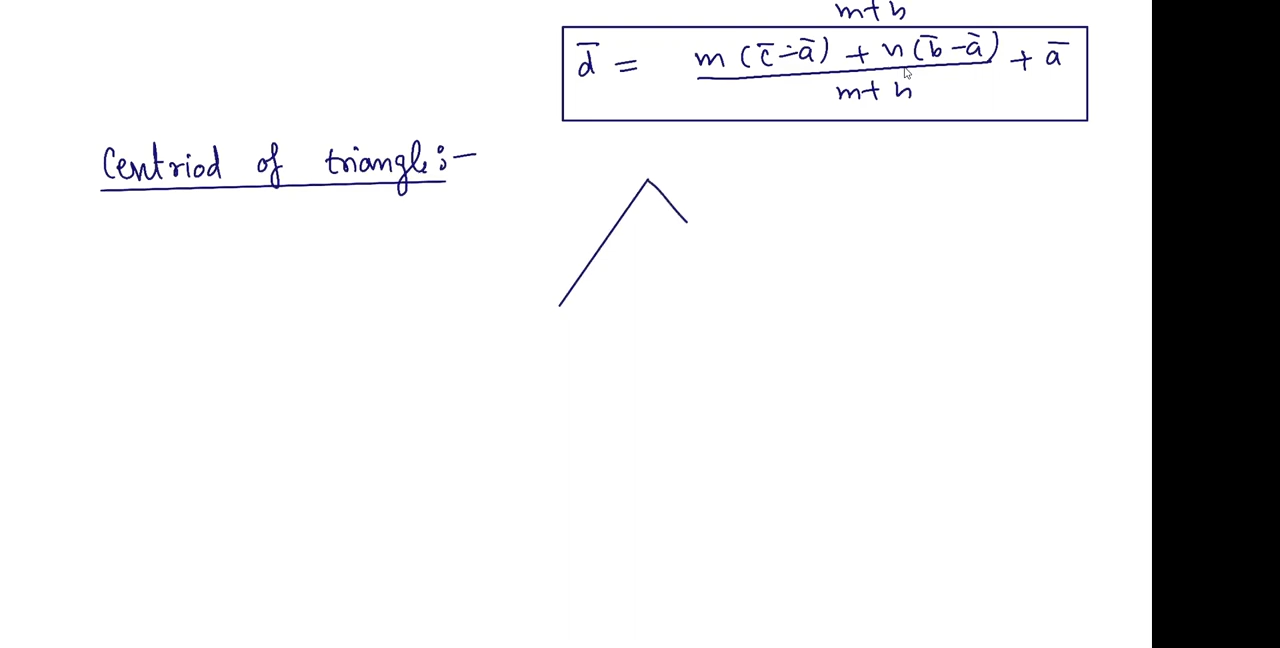 m+n
d̄ = m(c̄-ā) + n(b̄-ā) / m+n + ā
Centriod of triangle:-